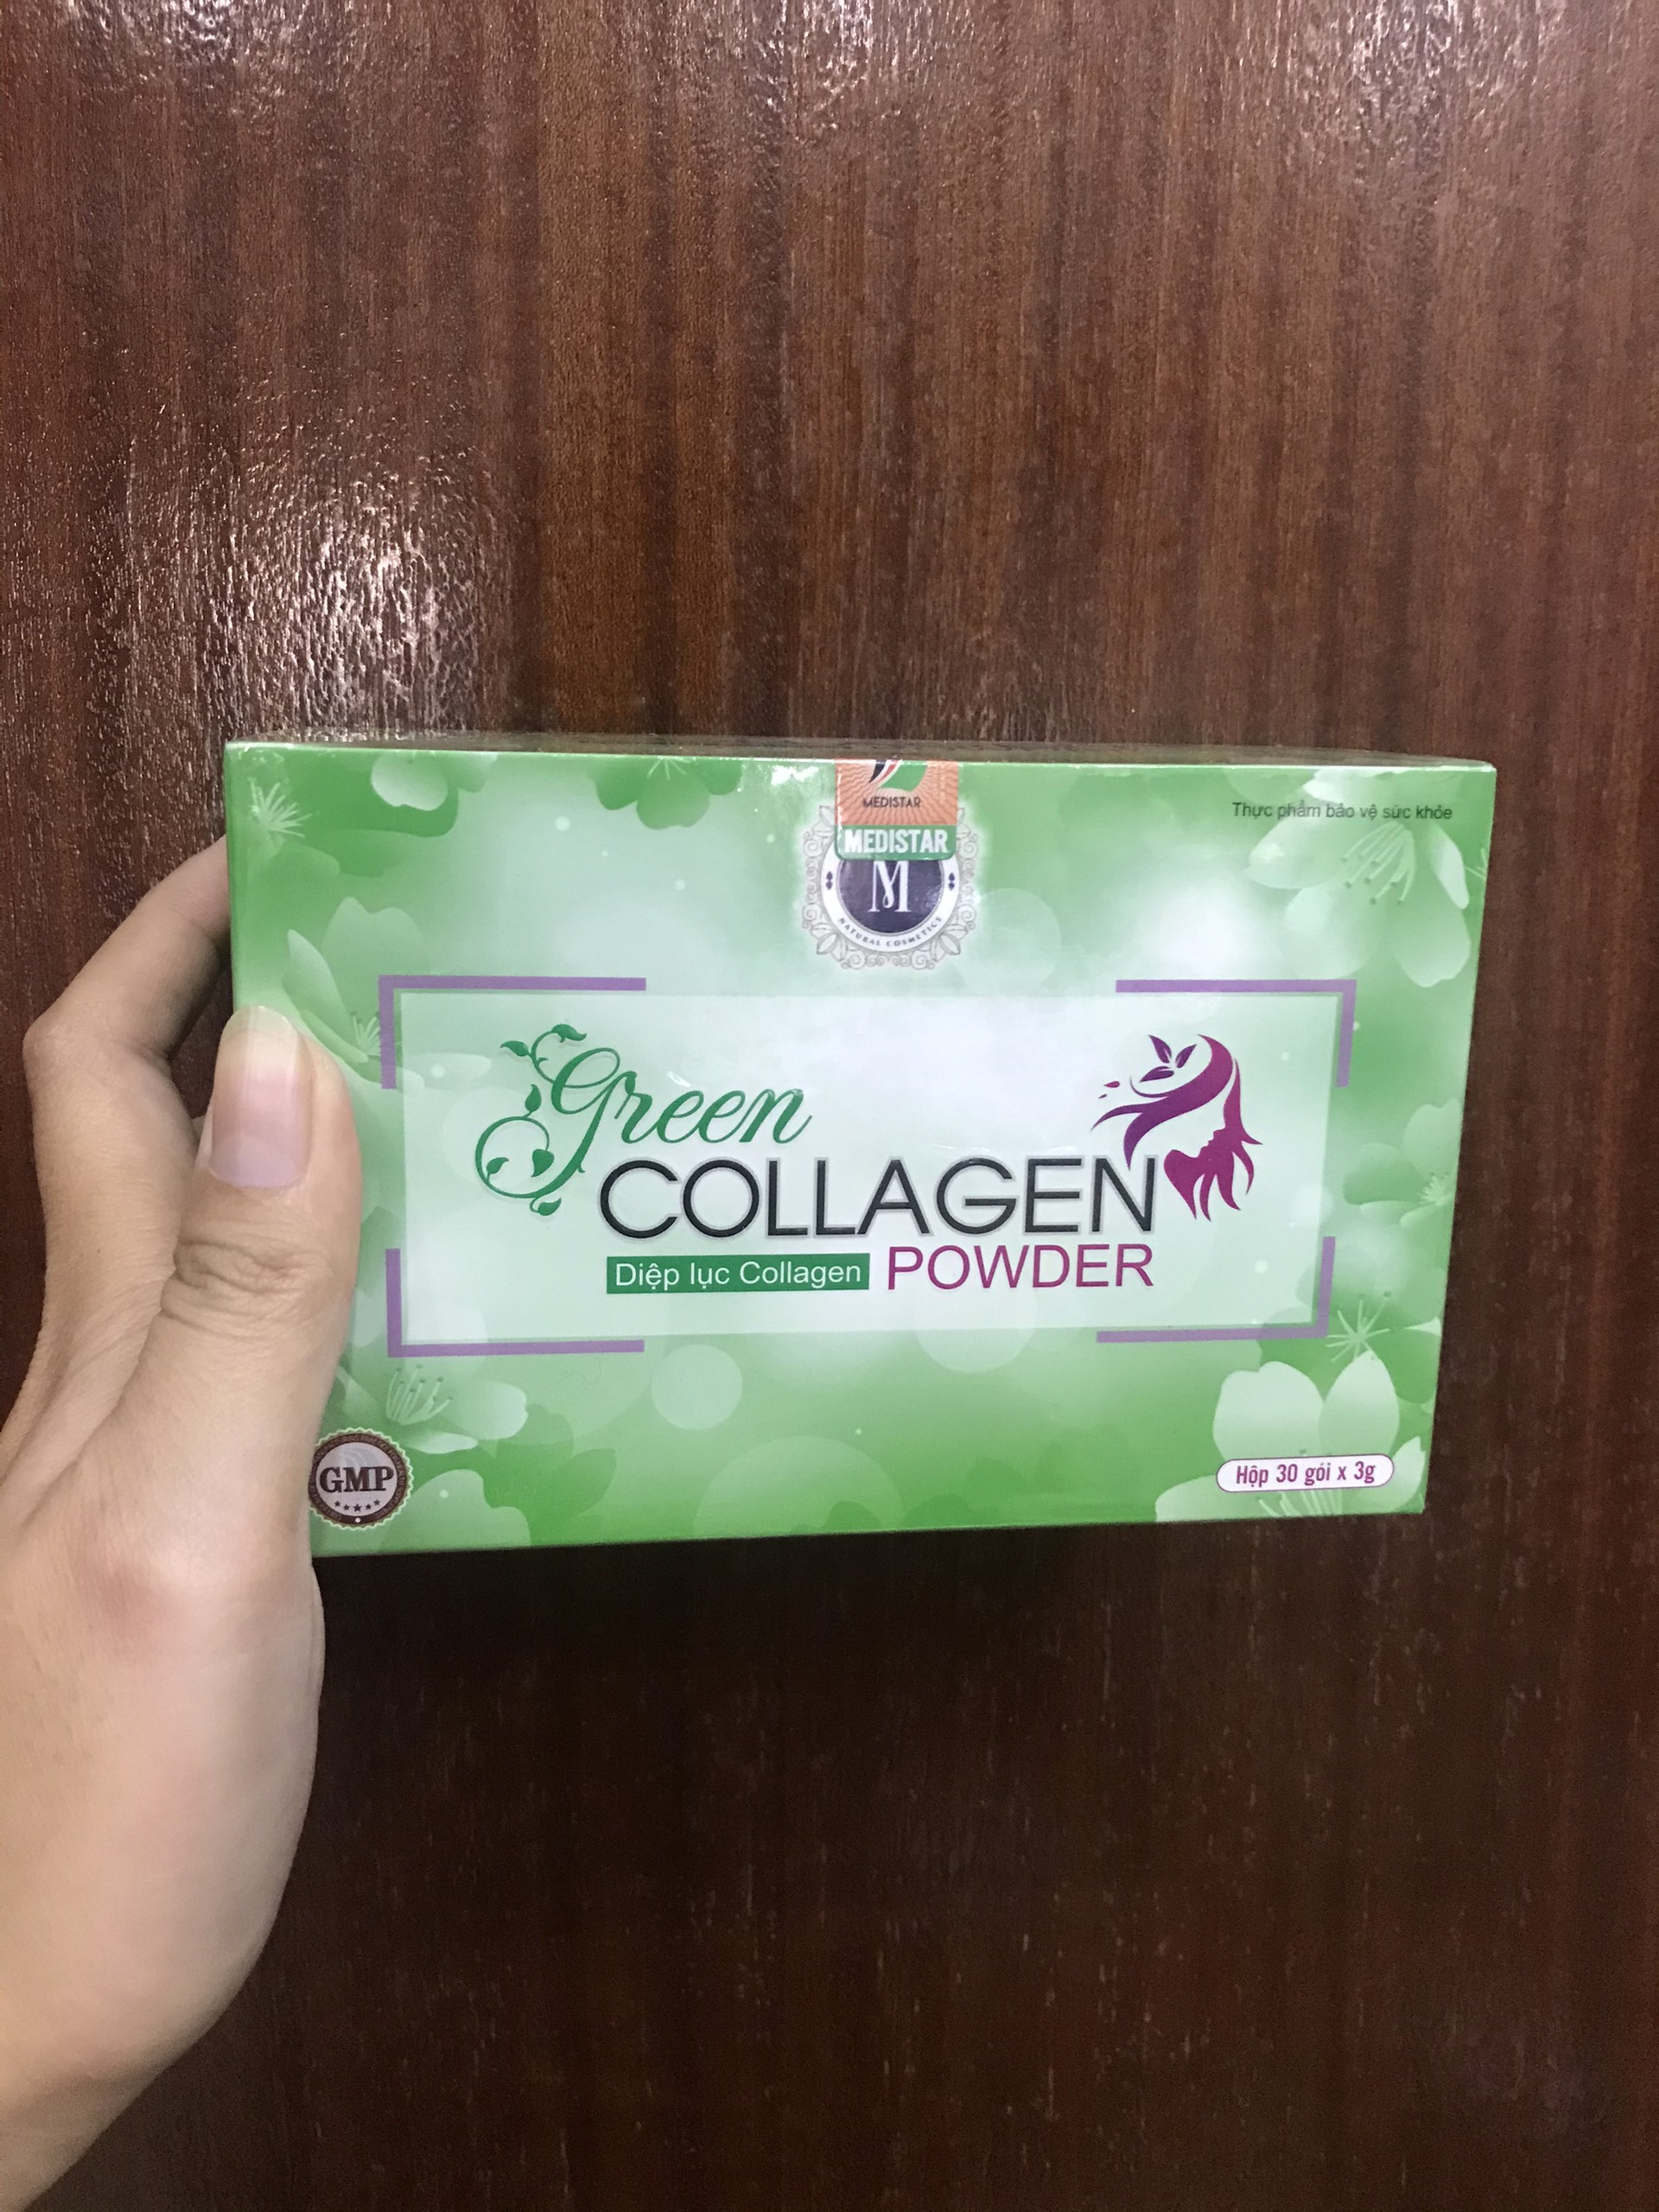 MEDISTAR
MEDISTAR
M
NATURAL COSMETICS
Thực phẩm bảo vệ sức khỏe
Green
COLLAGEN
Diệp lục Collagen POWDER
GMP
Hộp 30 gói x 3g